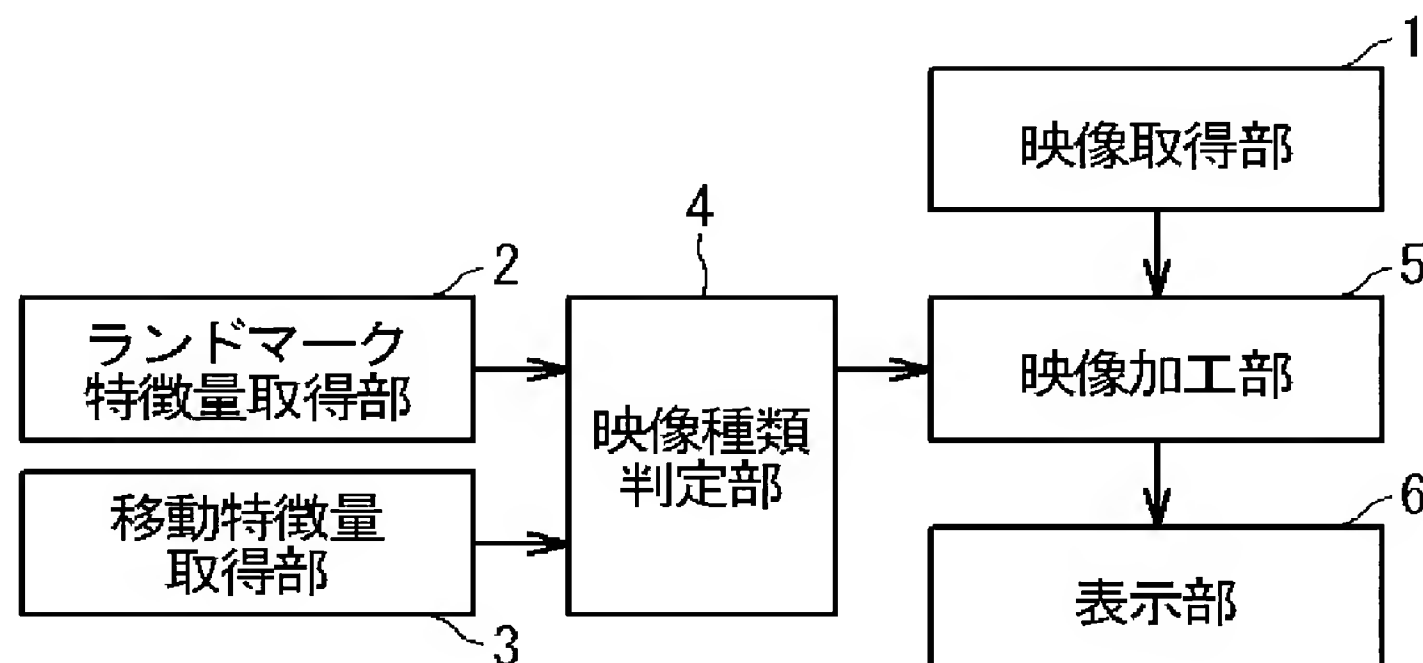 1
映像取得部
4
2
5
ランドマーク
特徴量取得部
映像種類
判定部
映像加工部
移動特徴量
取得部
6
表示部
3